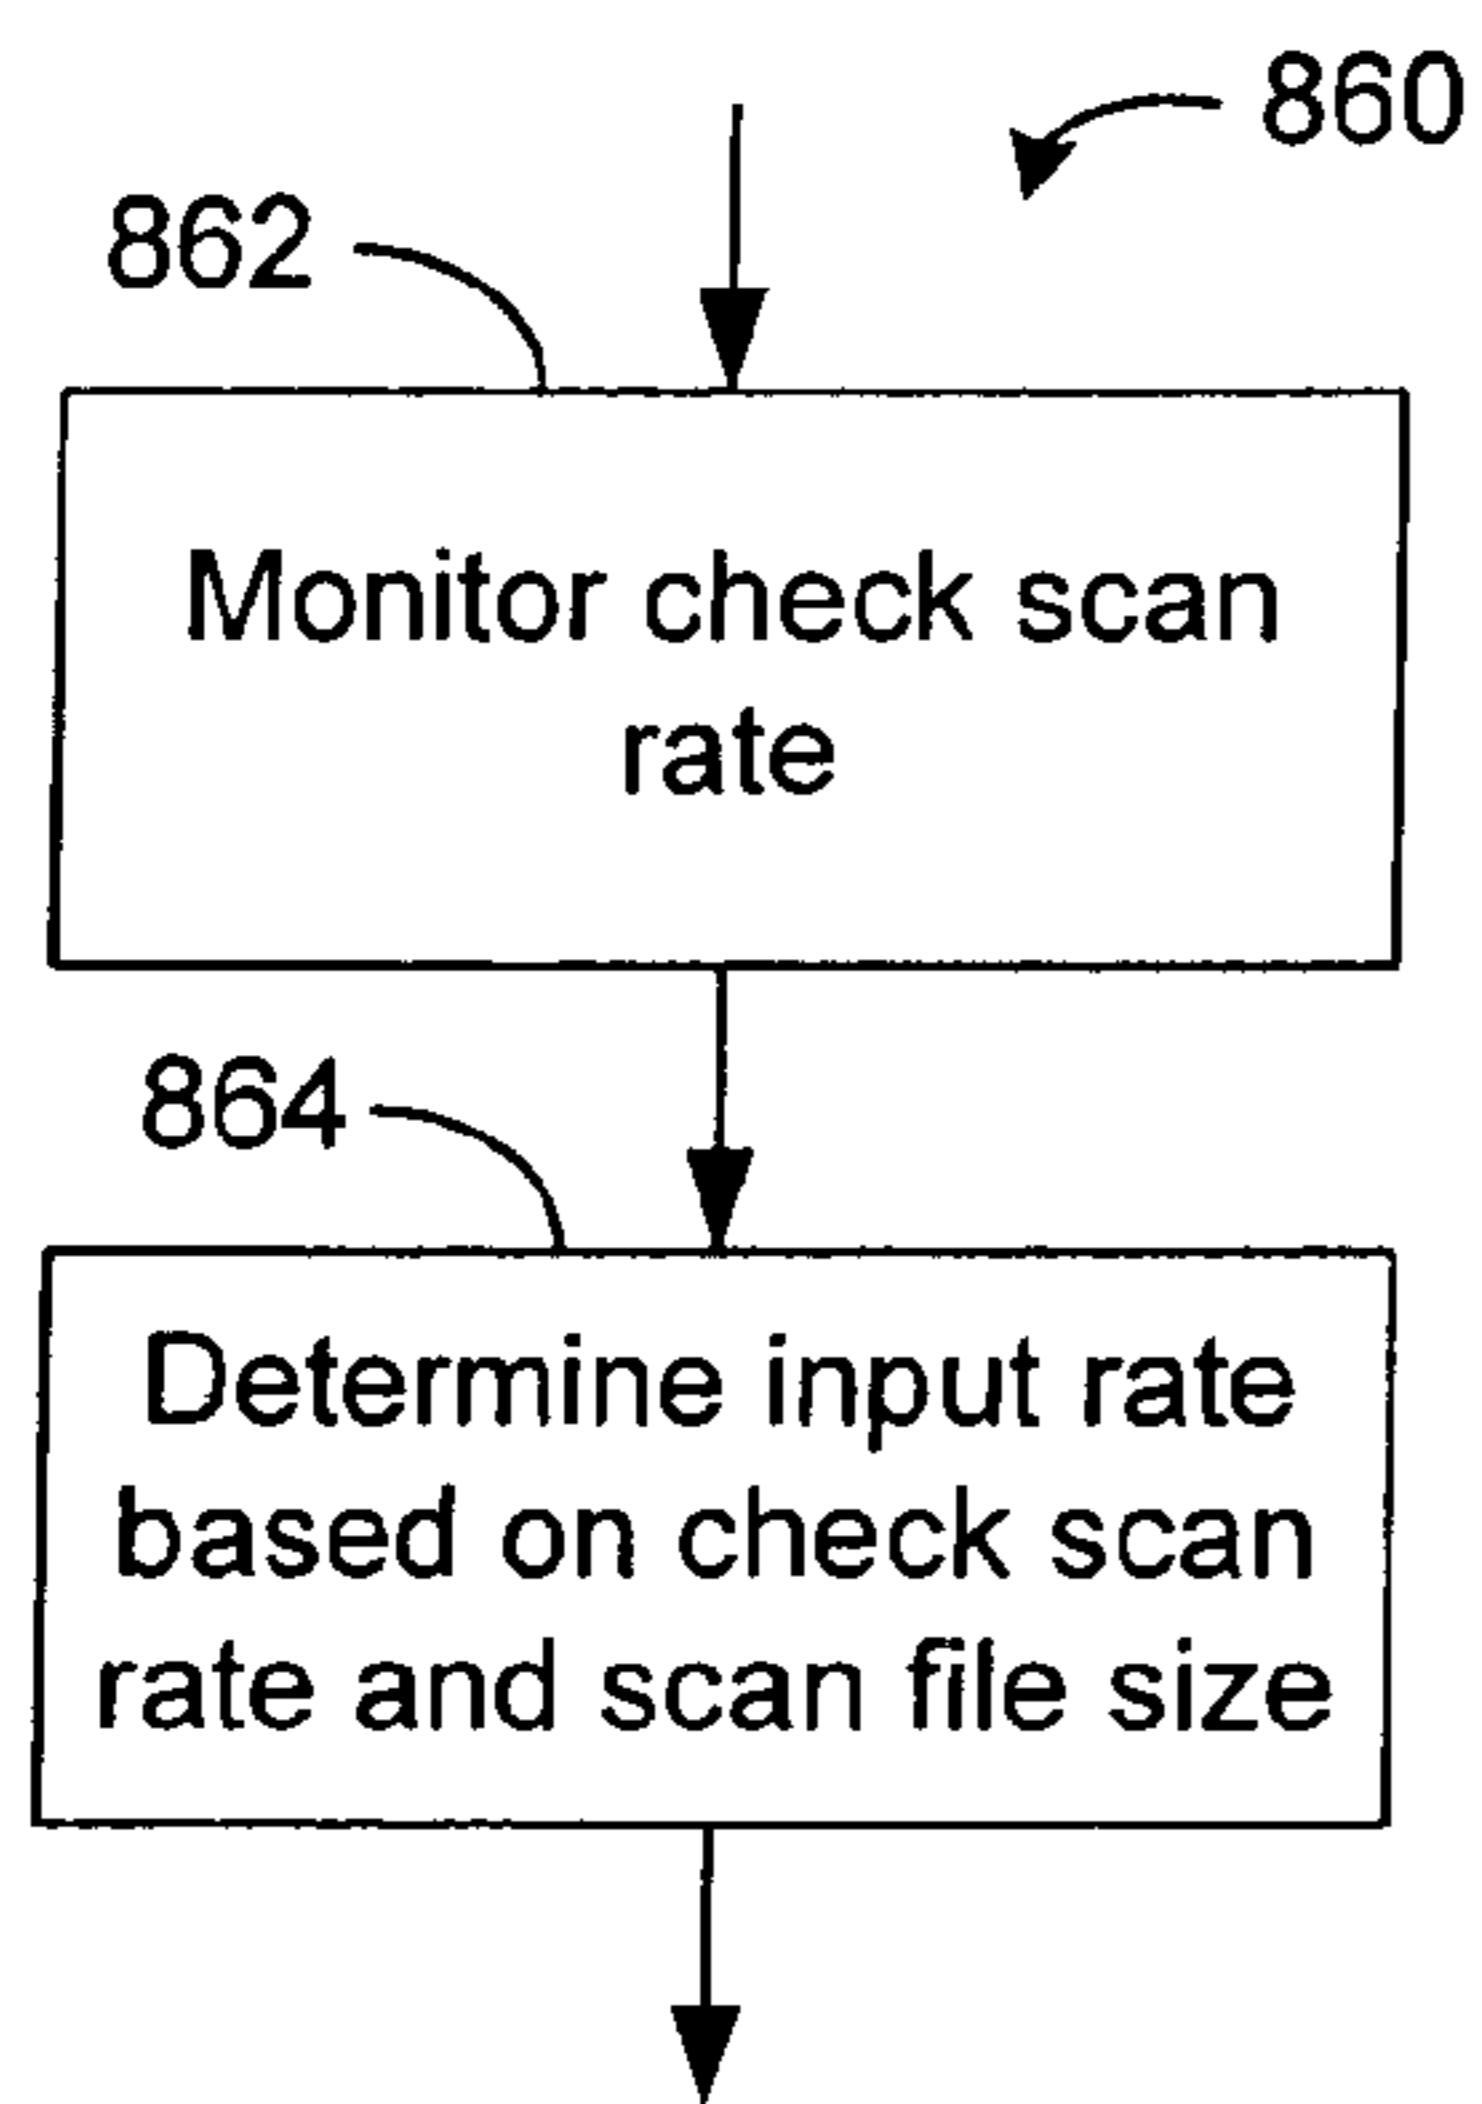 860
862
Monitor check scan
rate
864
Determine input rate
based on check scan
rate and scan file size